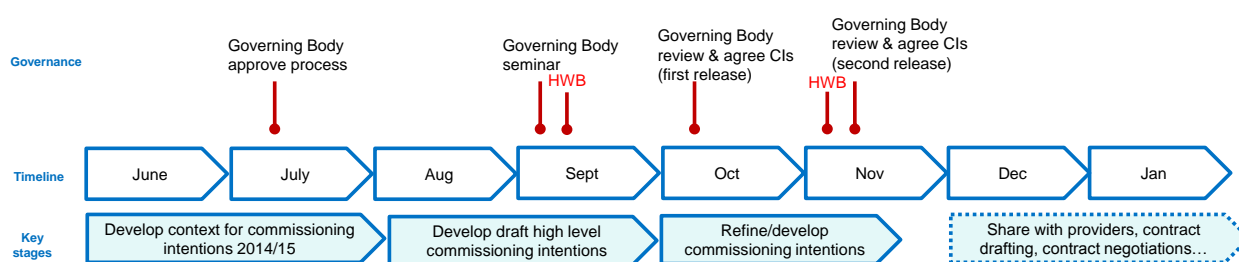 Governance
Governing Body
approve process
Governing Body
seminar
HWB
Governing Body
review & agree CIs
(first release)
HWB
Governing Body
review & agree CIs
(second release)
Timeline
June
July
Aug
Sept
Oct
Nov
Dec
Jan
Key
stages
Develop context for commissioning
intentions 2014/15
Develop draft high level
commissioning intentions
Refine/develop
commissioning intentions
Share with providers, contract
drafting, contract negotiations…